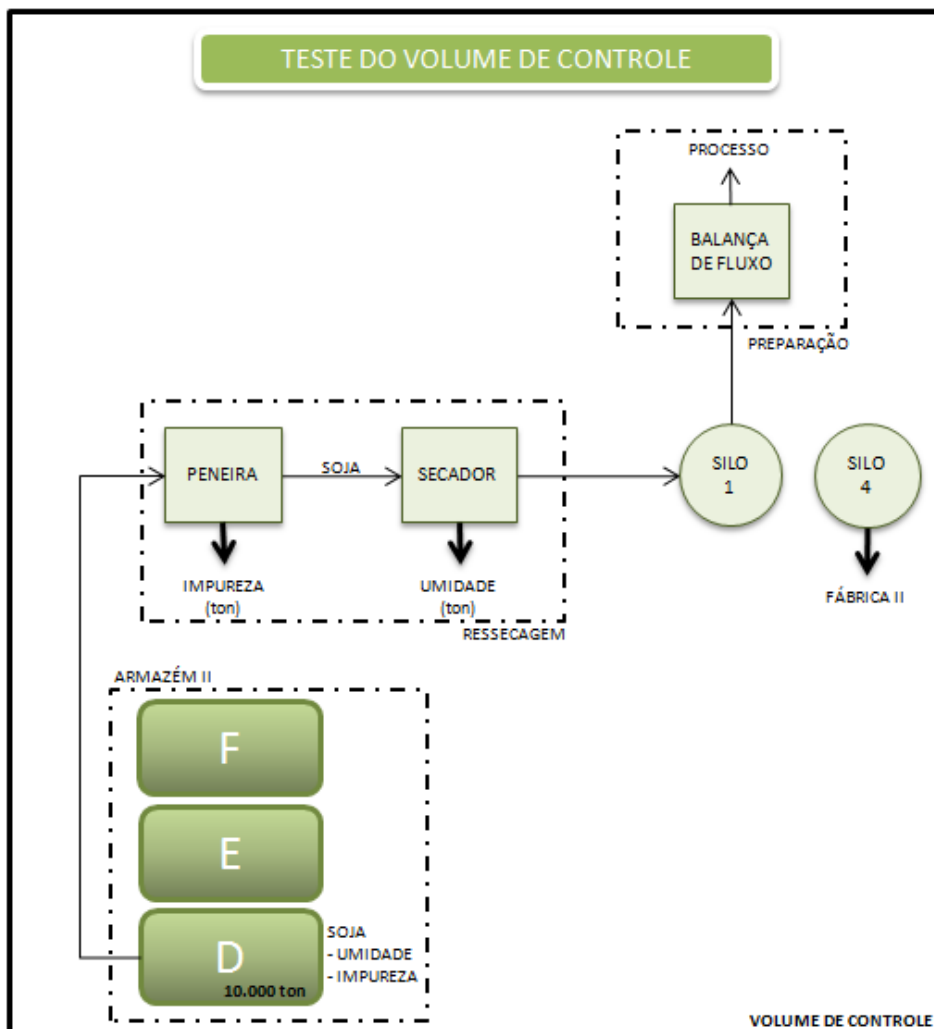 TESTE DO VOLUME DE CONTROLE
PROCESSO
BALANÇA
DE FLUXO
PREPARAÇÃO
PENEIRA
SOJA
SECADOR
SILO
1
SILO
4
IMPUREZA
(ton)
UMIDADE
(ton)
FÁBRICA II
RESSECAGEM
ARMAZÉM II
F
E
D
10.000 ton
SOJA
- UMIDADE
- IMPUREZA
VOLUME DE CONTROLE